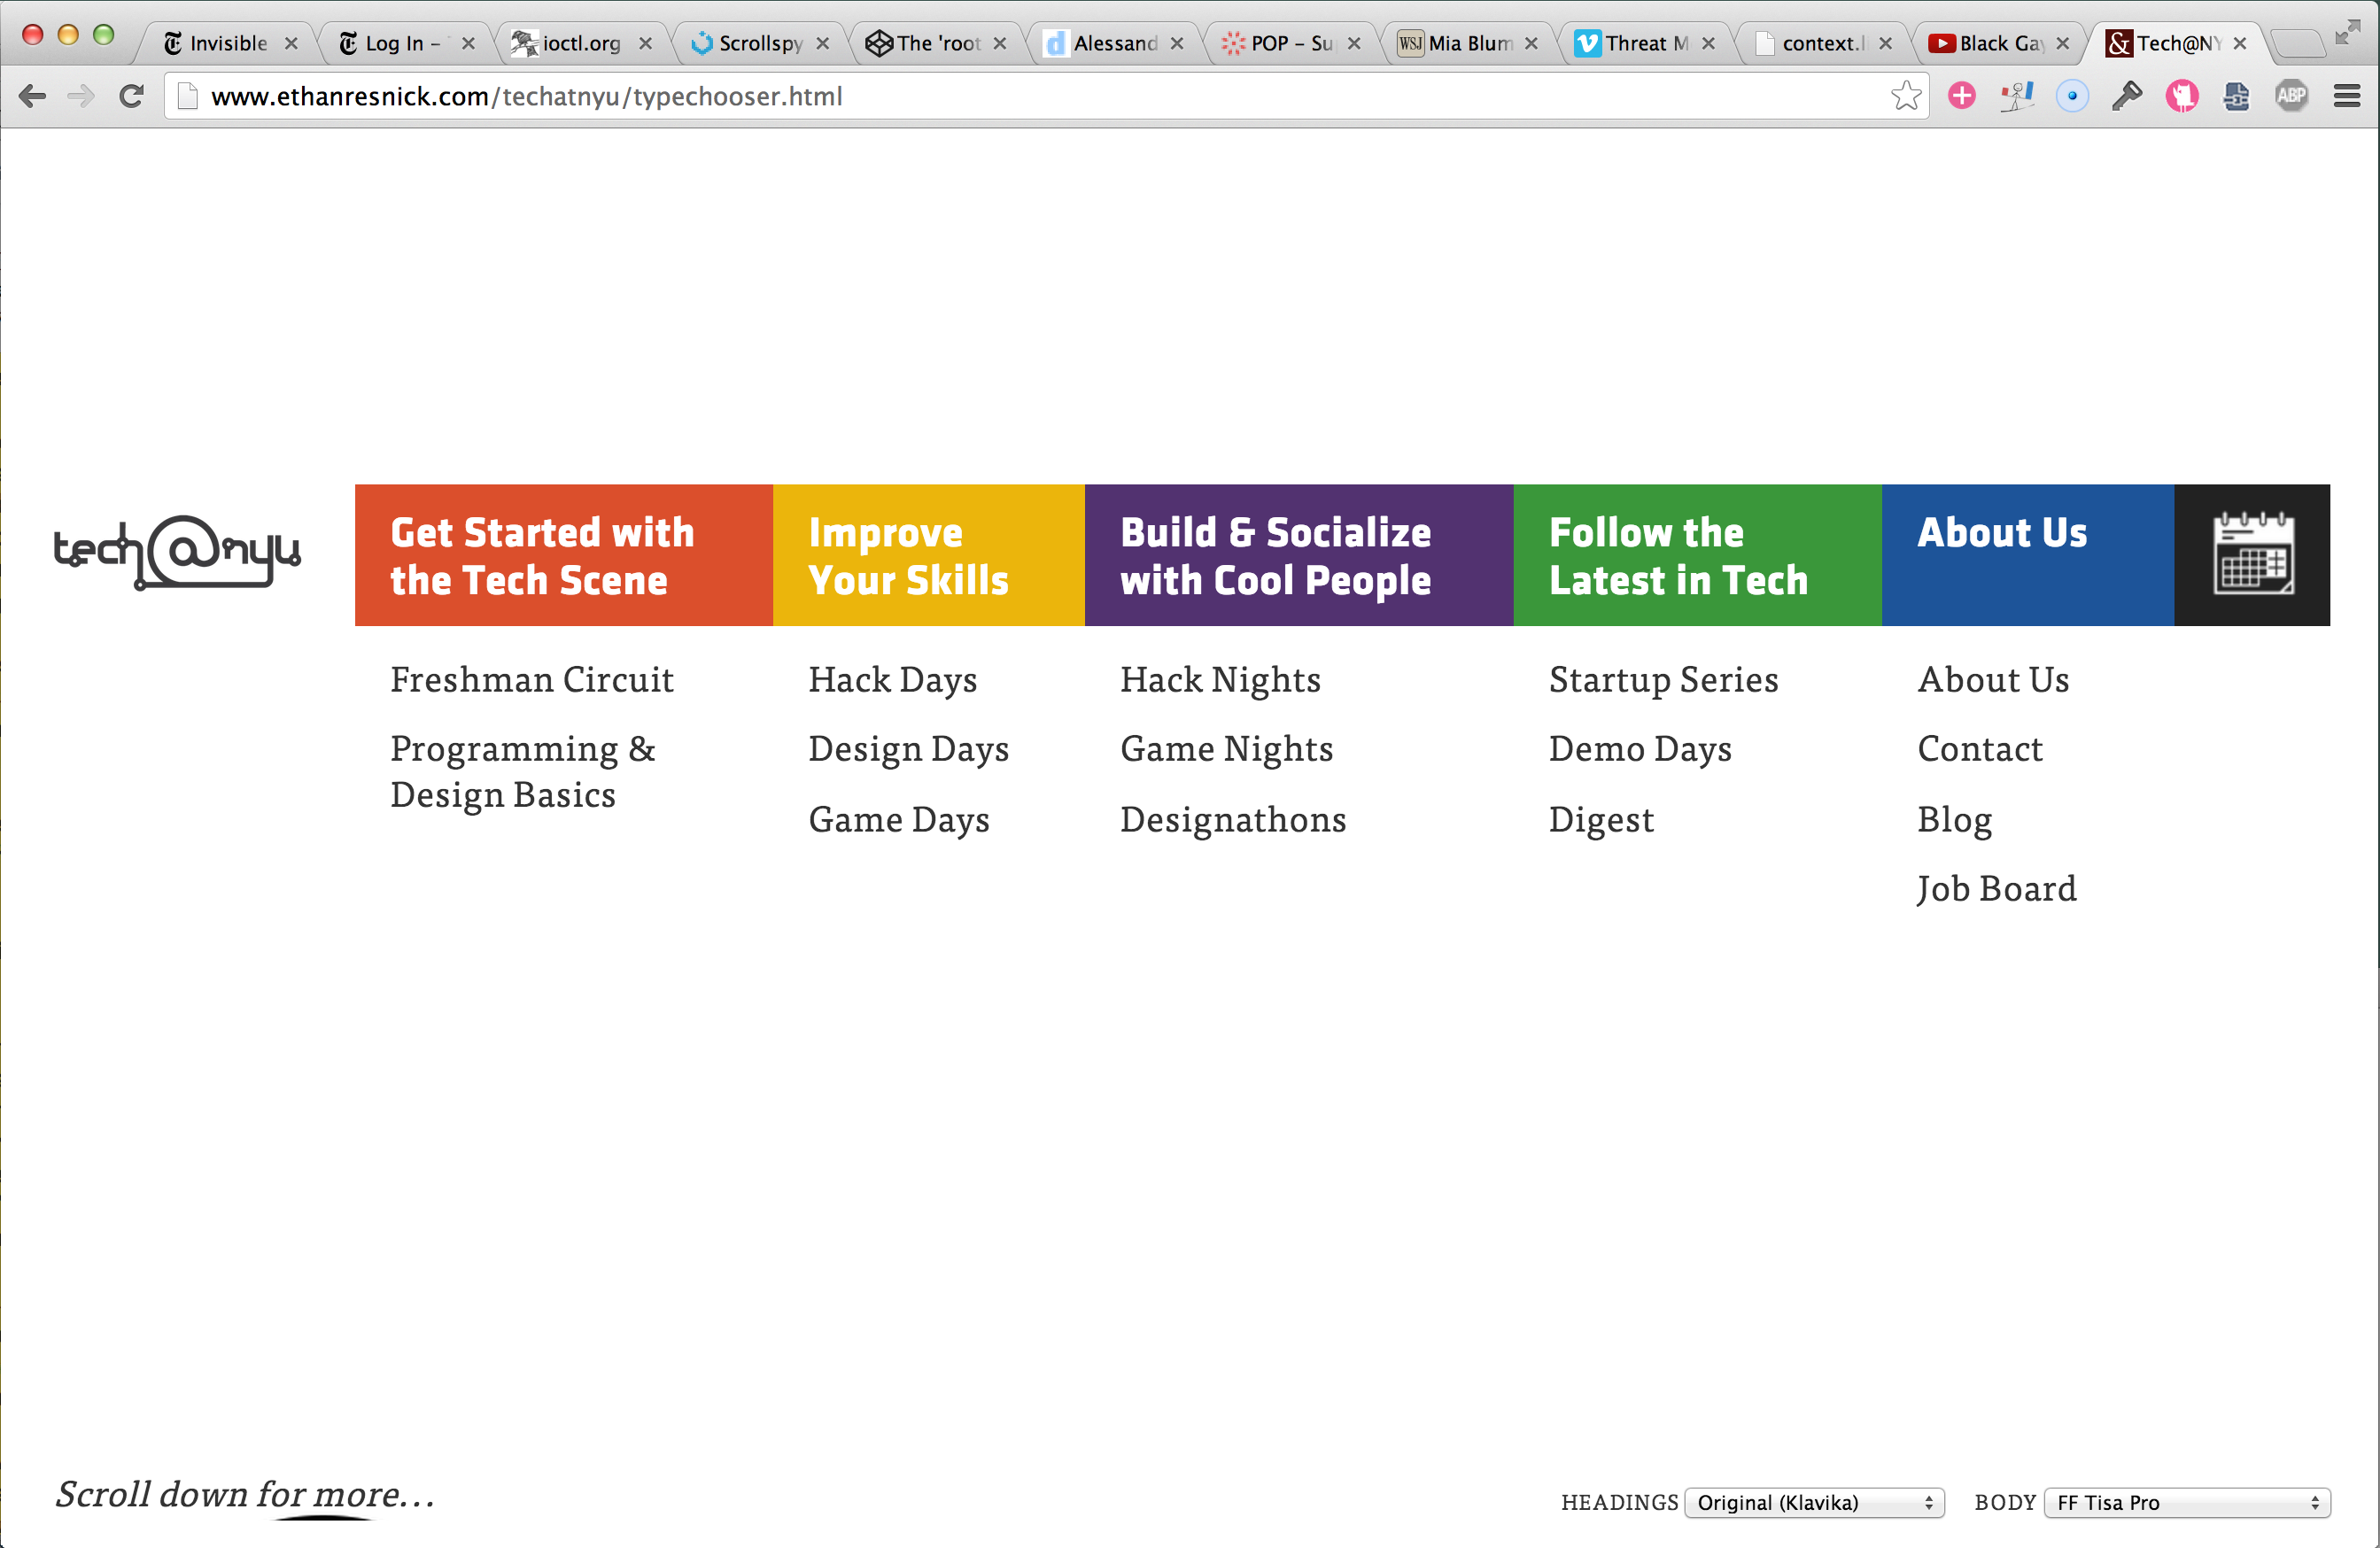 Invisible
Log In –
ioctl.org
Scrollspy
The 'root
Alessand
POP – Su
WSJ Mia Blum
Threat M
context.l
Black Ga
& Tech@NY
www.ethanresnick.com/techatnyu/typechooser.html
ABP
tech@nyu
Get Started with
the Tech Scene
Improve
Your Skills
Build & Socialize
with Cool People
Follow the
Latest in Tech
About Us
Freshman Circuit
Programming &
Design Basics
Hack Days
Design Days
Game Days
Hack Nights
Game Nights
Designathons
Startup Series
Demo Days
Digest
About Us
Contact
Blog
Job Board
Scroll down for more...
HEADINGS Original (Klavika)
BODY FF Tisa Pro